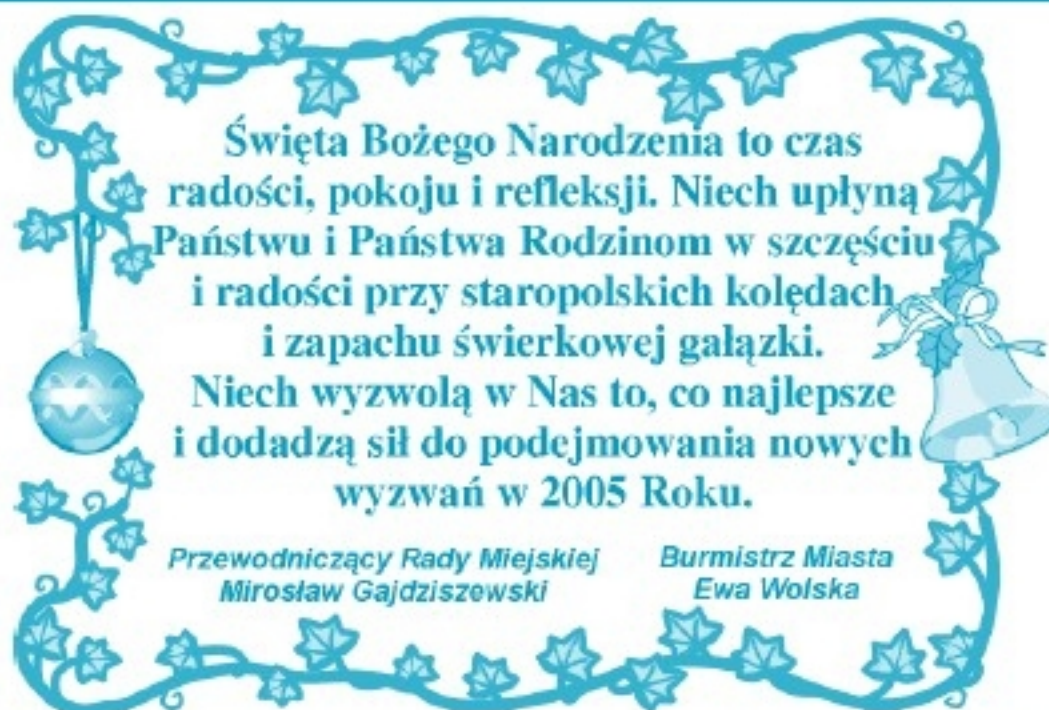 Święta Bożego Narodzenia to czas
radości, pokoju i refleksji. Niech upłyną
Państwu i Państwa Rodzinom w szczęściu
i radości przy staropolskich kolędach
i zapachu świerkowej gałązki.
Niech wyzwolą w Nas to, co najlepsze
i dodadzą sił do podejmowania nowych
wyzwań w 2005 Roku.
Przewodniczący Rady Miejskiej
Mirosław Gajdziszewski
Burmistrz Miasta
Ewa Wolska